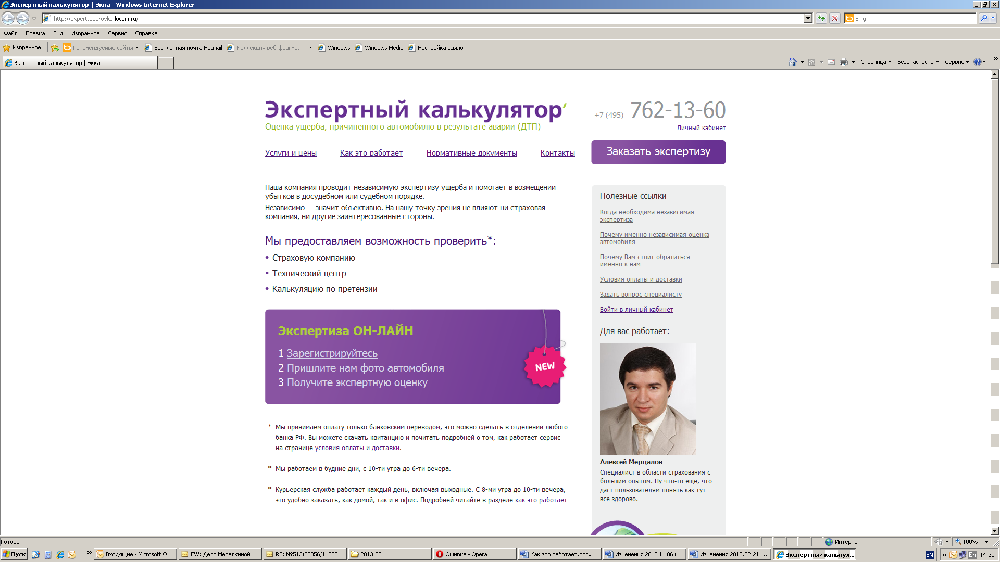 Экспертный калькулятор | Экка - Windows Internet Explorer
http://expert.babrovka.locum.ru/
Bing
Файл Правка Вид Избранное Сервис Справка
Избранное Рекомендуемые сайты Бесплатная почта Hotmail Коллекция веб-фрагме... Windows Windows Media Настройка ссылок
Экспертный калькулятор | Экка
Страница Безопасность Сервис
Экспертный калькулятор
+7 (495) 762-13-60
Оценка ущерба, причиненного автомобилю в результате аварии (ДТП)
Личный кабинет
Услуги и цены Как это работает Нормативные документы Контакты
Заказать экспертизу
Наша компания проводит независимую экспертизу ущерба и помогает в возмещении
убытков в досудебном или судебном порядке.
Независимо — значит объективно. На нашу точку зрения не влияют ни страховая
компания, ни другие заинтересованные стороны.
Мы предоставляем возможность проверить*:
• Страховую компанию
• Технический центр
• Калькуляцию по претензии
Экспертиза ОН-ЛАЙН
1 Зарегистрируйтесь
2 Пришлите нам фото автомобиля
3 Получите экспертную оценку
NEW
* Мы принимаем оплату только банковским переводом, это можно сделать в отделении любого
банка РФ. Вы можете скачать квитанцию и почитать подробней о том, как работает сервис
на странице условия оплаты и доставки.
* Мы работаем в будние дни, с 10-ти утра до 6-ти вечера.
* Курьерская служба работает каждый день, включая выходные. С 8-ми утра до 10-ти вечера,
это удобно заказать, как домой, так и в офис. Подробней читайте в разделе как это работает
Полезные ссылки
Когда необходима независимая
экспертиза
Почему именно независимая оценка
автомобиля
Почему Вам стоит обратиться
именно к нам
Условия оплаты и доставки
Задать вопрос специалисту
Войти в личный кабинет
Для вас работает:
Алексей Мерцалов
Специалист в области страхования с
большим опытом. Ну что-то еще, что
даст пользователям понять как тут
все здорово.
Готово
Интернет
100%
Пуск
Входящие - Microsoft O...
FW: Дело Метелкиной ...
RE: №512/03856/11003...
2013.02
Ошибка - Opera
Как это работает.docx ...
Изменения 2012 11 06 (...
Изменения 2013.02.21....
Экспертный калькул...
EN
En
14:30